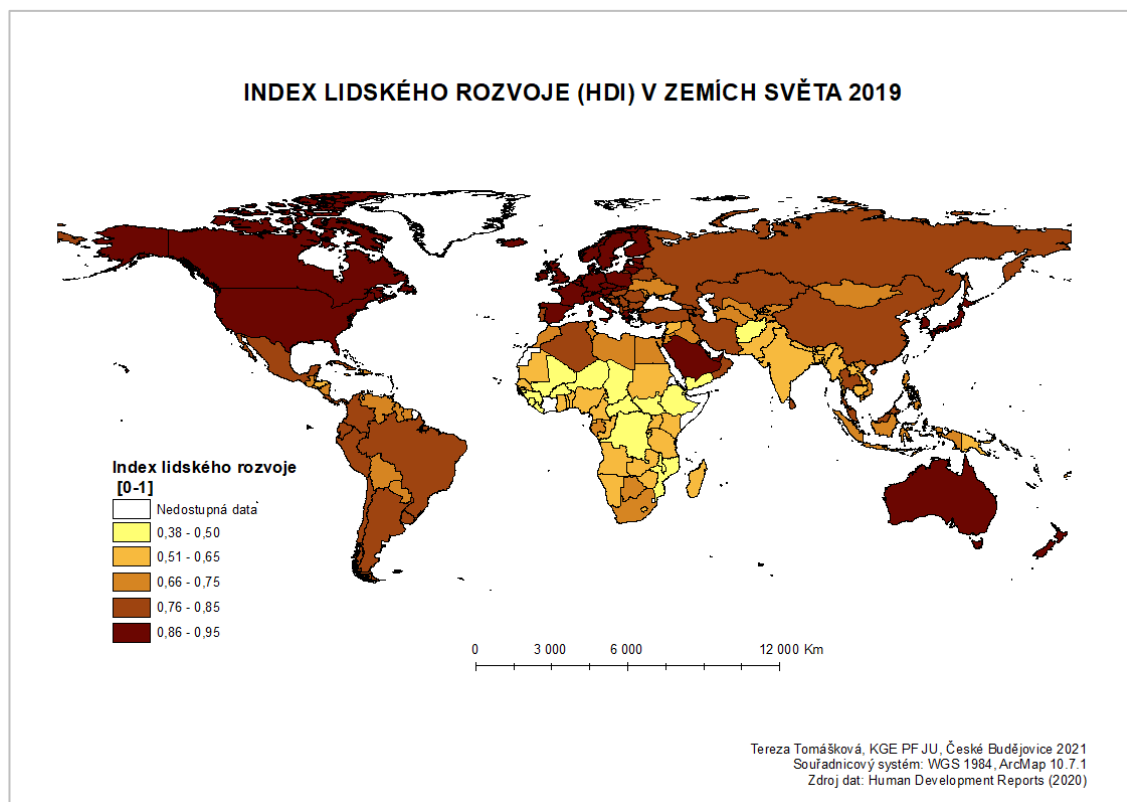 INDEX LIDSKÉHO ROZVOJE (HDI) V ZEMÍCH SVĚTA 2019
Index lidského rozvoje
[0-1]
Nedostupná data
0,38 - 0,50
0,51 - 0,65
0,66 - 0,75
0,76 - 0,85
0,86 - 0,95
0 3 000 6 000 12 000 Km
Tereza Tomášková, KGE PF JU, České Budějovice 2021
Souřadnicový systém: WGS 1984, ArcMap 10.7.1
Zdroj dat: Human Development Reports (2020)